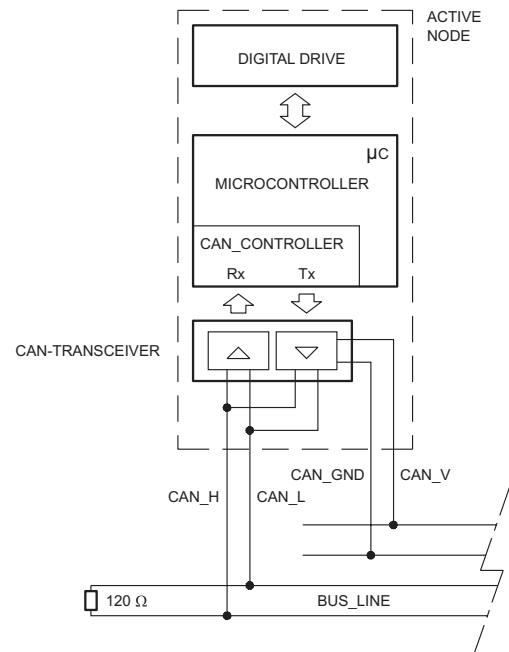 ACTIVE
NODE
DIGITAL DRIVE
μC
MICROCONTROLLER
CAN_CONTROLLER
Rx Tx
CAN-TRANSCEIVER
CAN_GND CAN_V
CAN_H CAN_L
120 Ω BUS_LINE